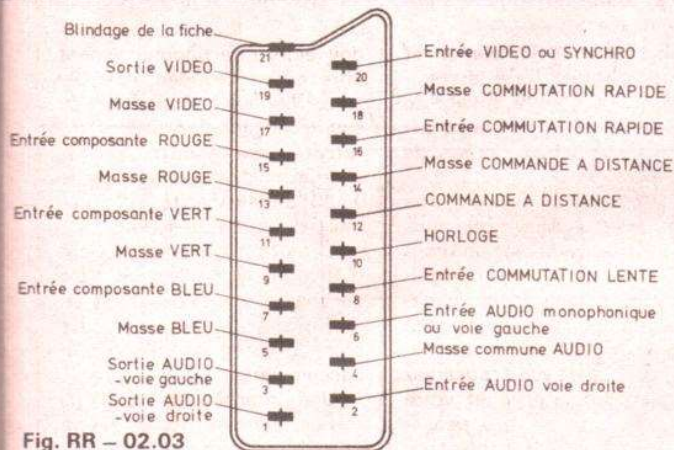 Blindage de la fiche
21
Sortie VIDEO
19
Masse VIDEO
17
Entrée composante ROUGE
15
Masse ROUGE
13
Entrée composante VERT
11
Masse VERT
9
Entrée composante BLEU
7
Masse BLEU
5
Sortie AUDIO
-voie gauche
3
Sortie AUDIO
-voie droite
1
Entrée VIDEO ou SYNCHRO
20
Masse COMMUTATION RAPIDE
18
Entrée COMMUTATION RAPIDE
16
Masse COMMANDE A DISTANCE
14
COMMANDE A DISTANCE
12
HORLOGE
10
Entrée COMMUTATION LENTE
8
Entrée AUDIO monophonique
ou voie gauche
6
Masse commune AUDIO
4
Entrée AUDIO voie droite
2
Fig. RR – 02.03